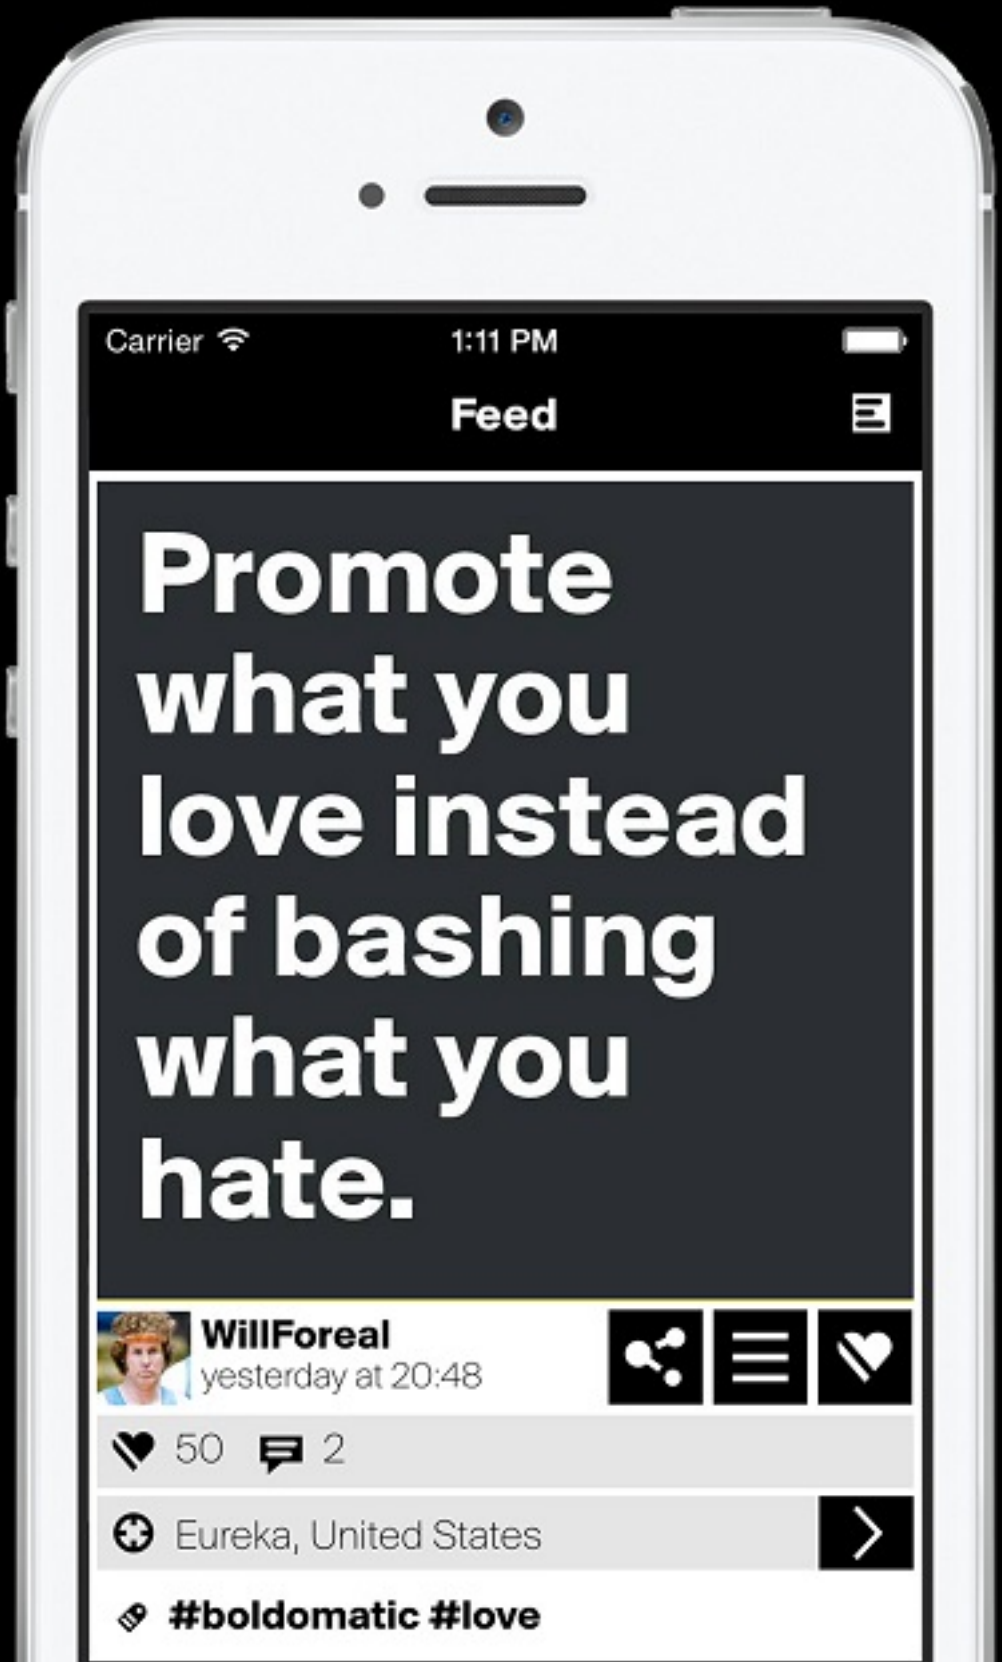 Carrier 1:11 PM
Feed
Promote
what you
love instead
of bashing
what you
hate.
WillForeal
yesterday at 20:48
50 2
Eureka, United States
#boldomatic #love